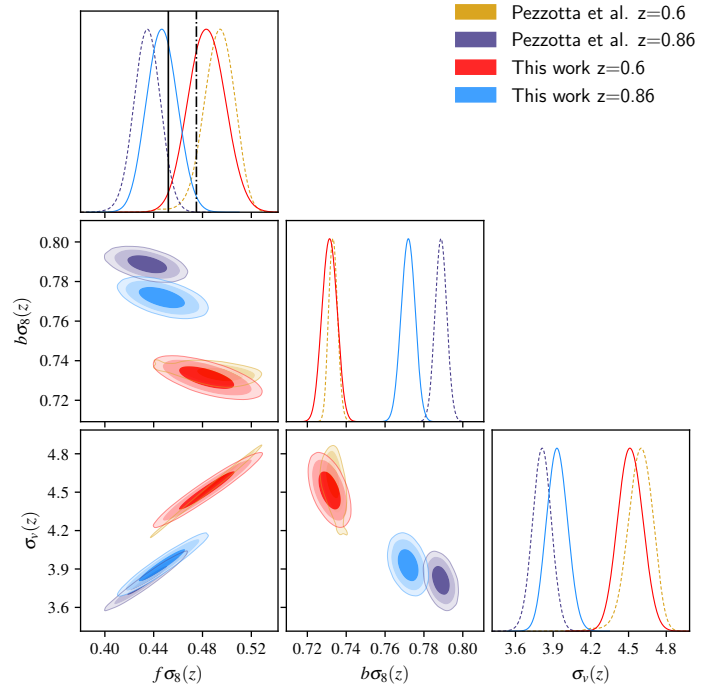 Pezzotta et al. z=0.6
Pezzotta et al. z=0.86
This work z=0.6
This work z=0.86
0.80
0.78
0.76
0.74
0.72
bσ₈(z)
4.8
4.5
4.2
3.9
3.6
σᵥ(z)
0.40 0.44 0.48 0.52
fσ₈(z)
0.72 0.74 0.76 0.78 0.80
bσ₈(z)
3.6 3.9 4.2 4.5 4.8
σᵥ(z)